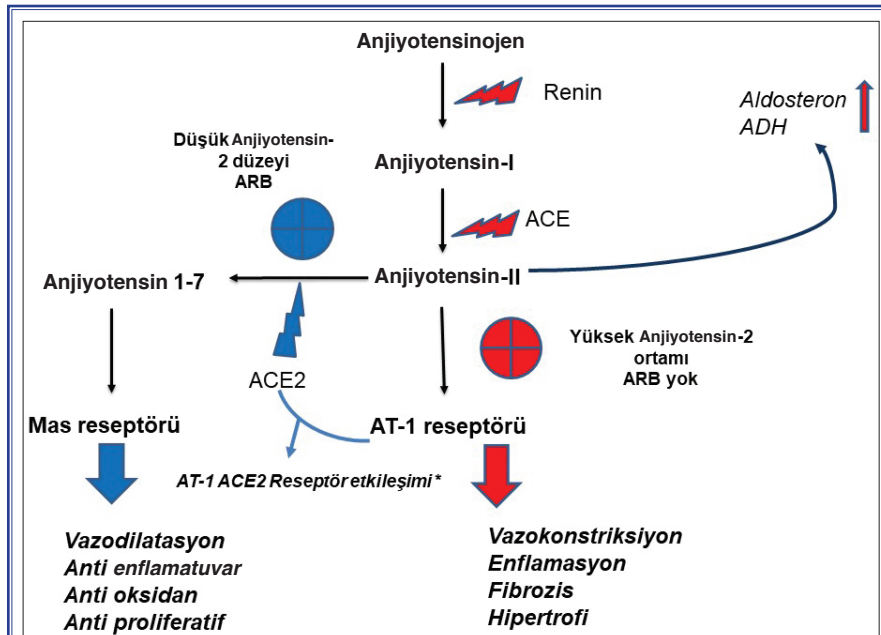 Anjiyotensinojen
Renin
Aldosteron
ADH
Düşük Anjiyotensin-
2 düzeyi
ARB
Anjiyotensin-I
ACE
Anjiyotensin 1-7
Anjiyotensin-II
Yüksek Anjiyotensin-2
ortamı
ARB yok
ACE2
Mas reseptörü
AT-1 reseptörü
AT-1 ACE2 Reseptör etkileşimi *
Vazodilatasyon
Anti enflamatuvar
Anti oksidan
Anti proliferatif
Vazokonstriksiyon
Enflamasyon
Fibrozis
Hipertrofi